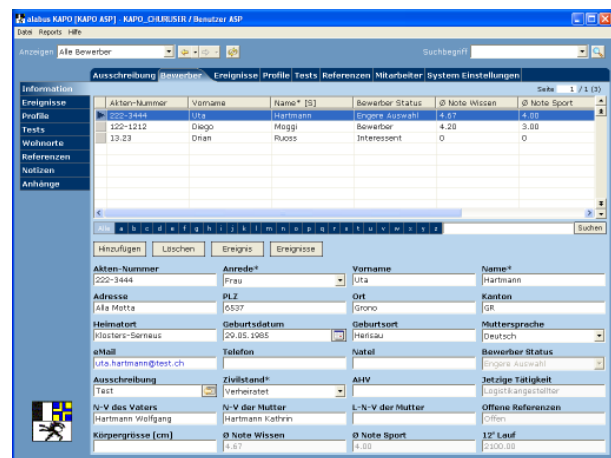 alabus KAPO [KAPO ASP] - KAPO_CHURUSER / Benutzer ASP
Datei Reports Hilfe
Anzeigen Alle Bewerber Suchbegriff
Ausschreibung Bewerber Ereignisse Profile Tests Referenzen Mitarbeiter System Einstellungen
Information Seite 1 / 1 (3)
Ereignisse
Profile
Tests
Wohnorte
Referenzen
Notizen
Anhänge
Akten-Nummer Vorname Name* [S] Bewerber Status Ø Note Wissen Ø Note Sport
222-3444 Uta Hartmann Engere Auswahl 4.67 4.00
122-1212 Diego Moggi Bewerber 4.20 3.00
13.23 Orian Ruoss Interessent 0 0
Alle a b c d e f g h i j k l m n o p q r s t u v w x y z Suchen
Hinzufügen Löschen Ereignis Ereignisse
Akten-Nummer Anrede* Vorname Name*
222-3444 Frau Uta Hartmann
Adresse PLZ Ort Kanton
Alla Motta 6537 Grono GR
Heimatort Geburtsdatum Geburtsort Muttersprache
Klosters-Serneus 29.05.1985 Herisau Deutsch
eMail Telefon Natel Bewerber Status
uta.hartmann@test.ch Engere Auswahl
Ausschreibung Zivilstand* AHV Jetzige Tätigkeit
Test Verheiratet Logistikangestellter
N-V des Vaters N-V der Mutter L-N-V der Mutter Offene Referenzen
Hartmann Wolfgang Hartmann Kathrin Offen
Körpergrösse [cm] Ø Note Wissen Ø Note Sport 12' Lauf
4.67 4.00 2100.00